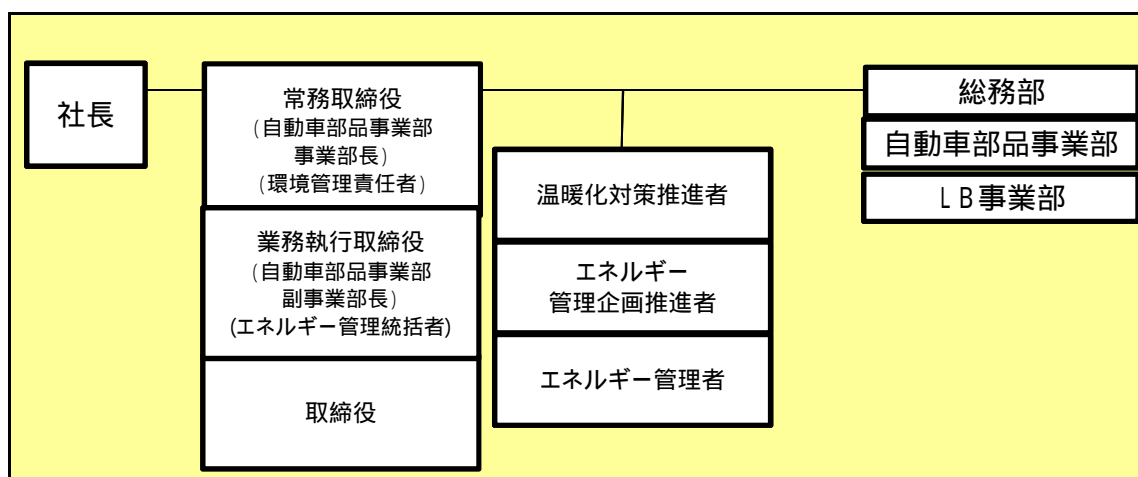 社長
常務取締役
(自動車部品事業部
事業部長)
(環境管理責任者)
業務執行取締役
(自動車部品事業部
副事業部長)
(エネルギー管理統括者)
取締役
温暖化対策推進者
エネルギー
管理企画推進者
エネルギー管理者
総務部
自動車部品事業部
LB事業部